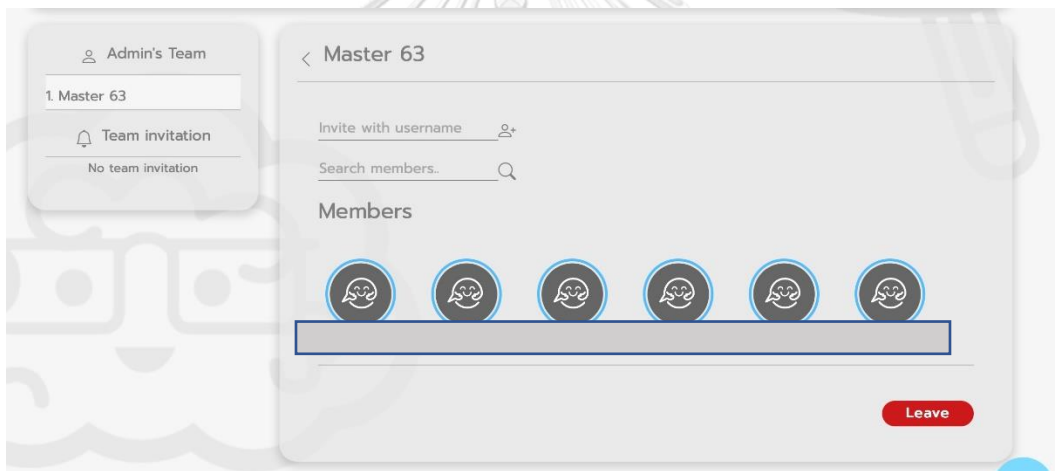 Admin's Team
1. Master 63
Team invitation
No team invitation
Master 63
Invite with username
Search members..
Members
Leave